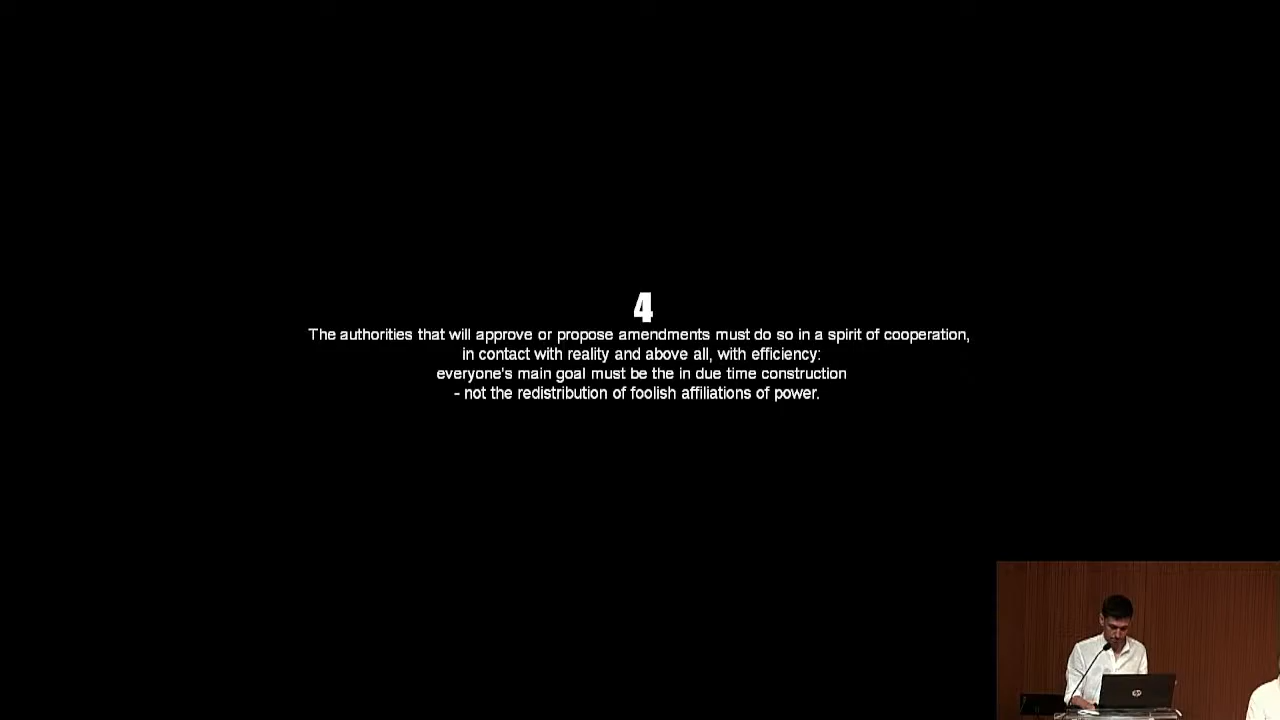 4
The authorities that will approve or propose amendments must do so in a spirit of cooperation,
in contact with reality and above all, with efficiency:
everyone's main goal must be the in due time construction
- not the redistribution of foolish affiliations of power.
hp